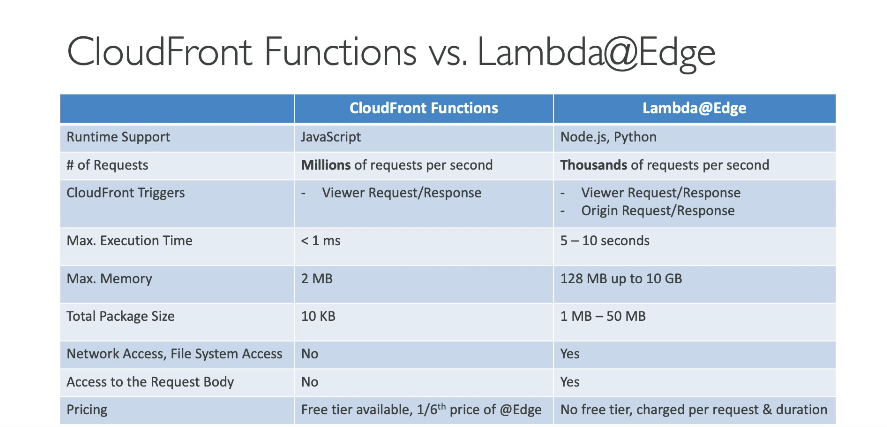 CloudFront Functions vs. Lambda@Edge
CloudFront Functions Lambda@Edge
Runtime Support JavaScript Node.js, Python
# of Requests Millions of requests per second Thousands of requests per second
CloudFront Triggers - Viewer Request/Response - Viewer Request/Response
- Origin Request/Response
Max. Execution Time < 1 ms 5 – 10 seconds
Max. Memory 2 MB 128 MB up to 10 GB
Total Package Size 10 KB 1 MB – 50 MB
Network Access, File System Access No Yes
Access to the Request Body No Yes
Pricing Free tier available, 1/6th price of @Edge No free tier, charged per request & duration